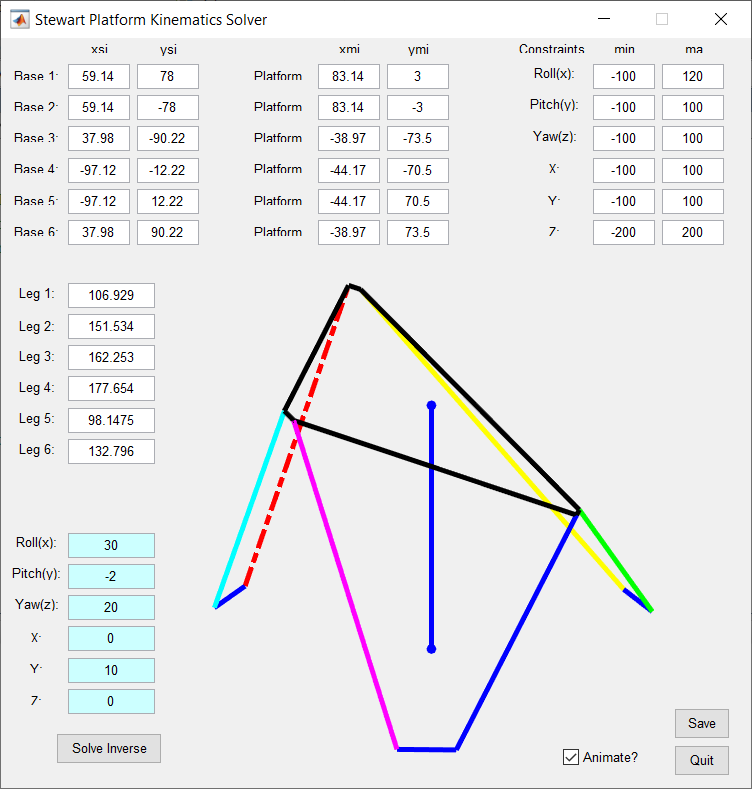 Stewart Platform Kinematics Solver
xsi ysi xmi ymi Constraints min ma
Base 1: 59.14 78 Platform 83.14 3 Roll(x): -100 120
Base 2: 59.14 -78 Platform 83.14 -3 Pitch(y): -100 100
Base 3: 37.98 -90.22 Platform -38.97 -73.5 Yaw(z): -100 100
Base 4: -97.12 -12.22 Platform -44.17 -70.5 X: -100 100
Base 5: -97.12 12.22 Platform -44.17 70.5 Y: -100 100
Base 6: 37.98 90.22 Platform -38.97 73.5 Z: -200 200
Leg 1: 106.929
Leg 2: 151.534
Leg 3: 162.253
Leg 4: 177.654
Leg 5: 98.1475
Leg 6: 132.796
Roll(x): 30
Pitch(y): -2
Yaw(z): 20
X: 0
Y: 10
Z: 0
Solve Inverse
Save
Animate?
Quit